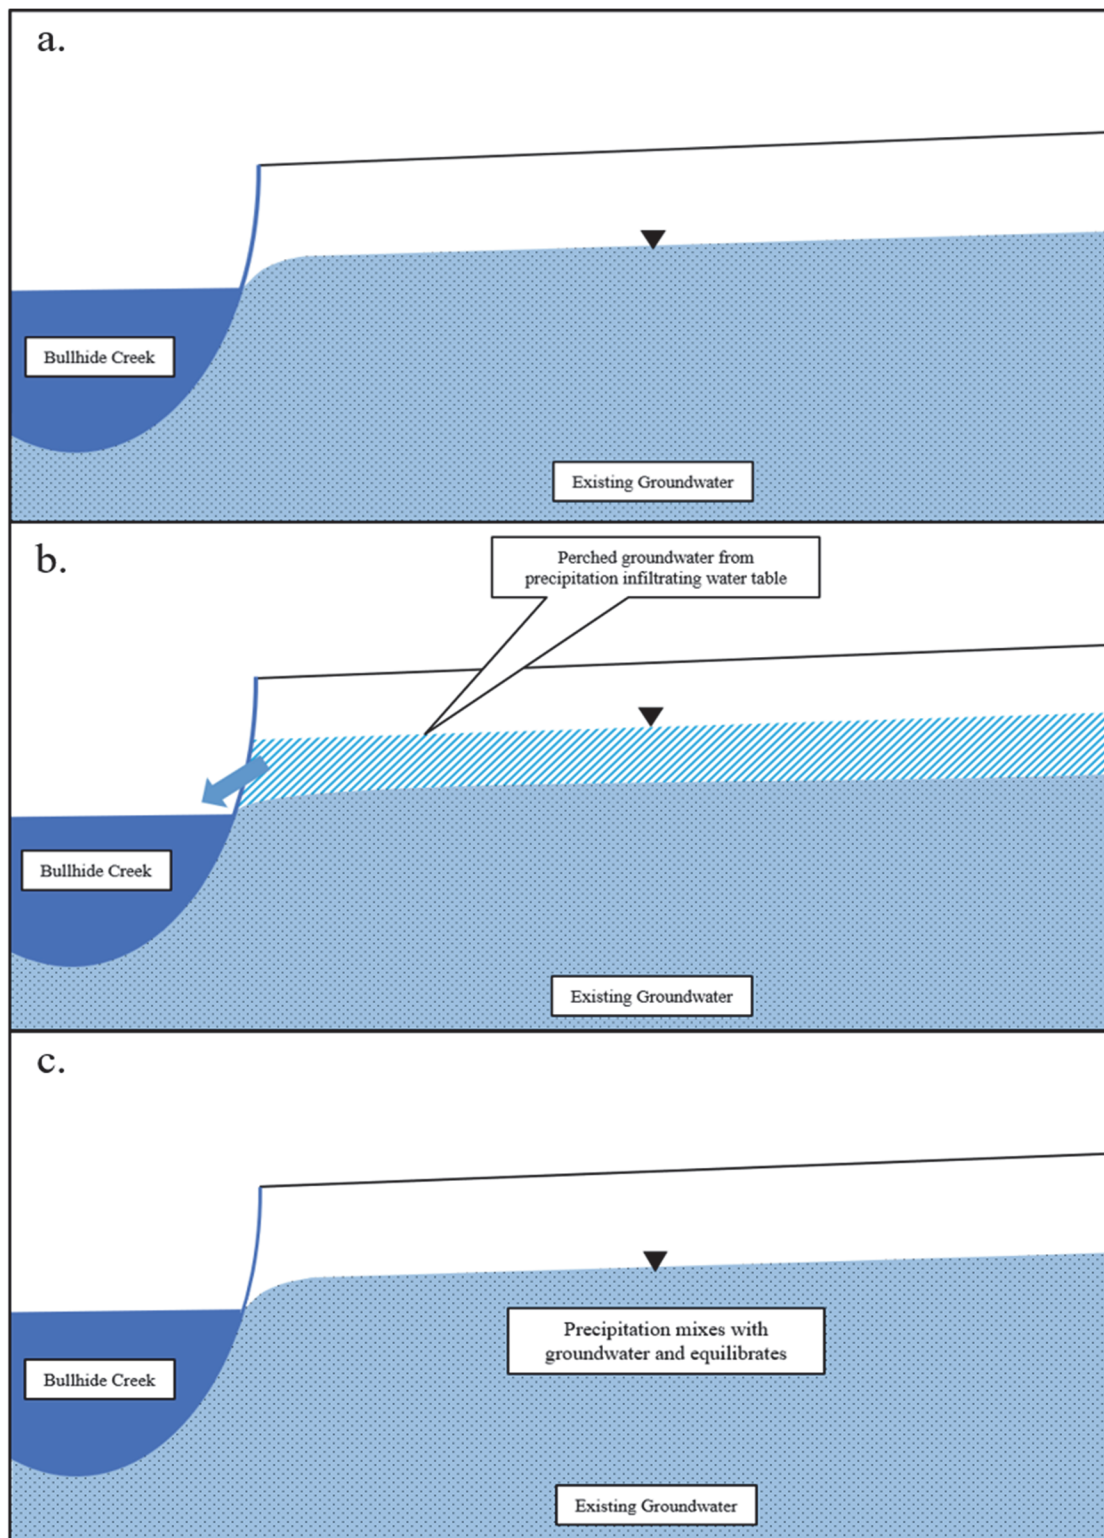 a.
Bullhide Creek
Existing Groundwater
b.
Perched groundwater from
precipitation infiltrating water table
Bullhide Creek
Existing Groundwater
c.
Precipitation mixes with
groundwater and equilibrates
Bullhide Creek
Existing Groundwater